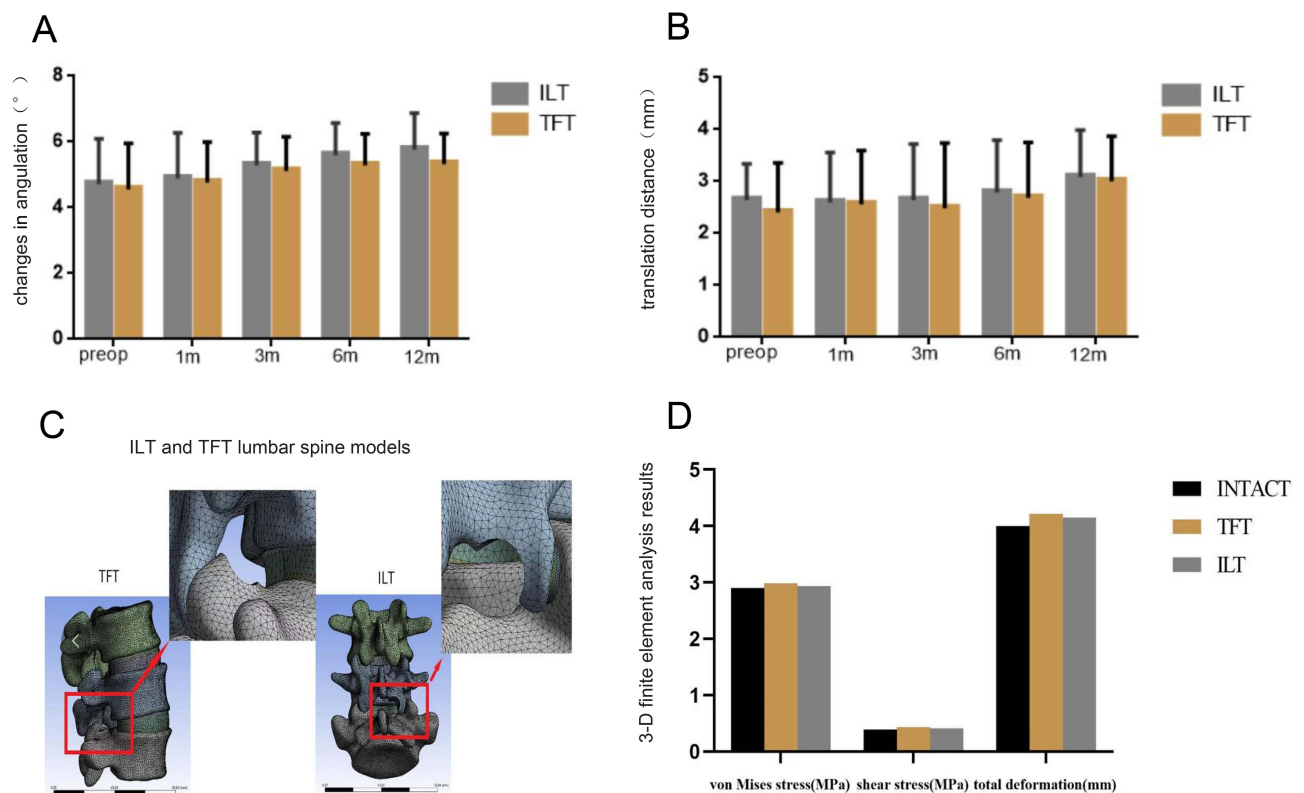 A
changes in angulation（°）
8
6
4
2
0
preop
1m
3m
6m
12m
ILT
TFT
B
translation distance（mm）
5
4
3
2
1
0
preop
1m
3m
6m
12m
ILT
TFT
C
ILT and TFT lumbar spine models
TFT
ILT
D
3-D finite element analysis results
5
4
3
2
1
0
von Mises stress(MPa)
shear stress(MPa)
total deformation(mm)
INTACT
TFT
ILT